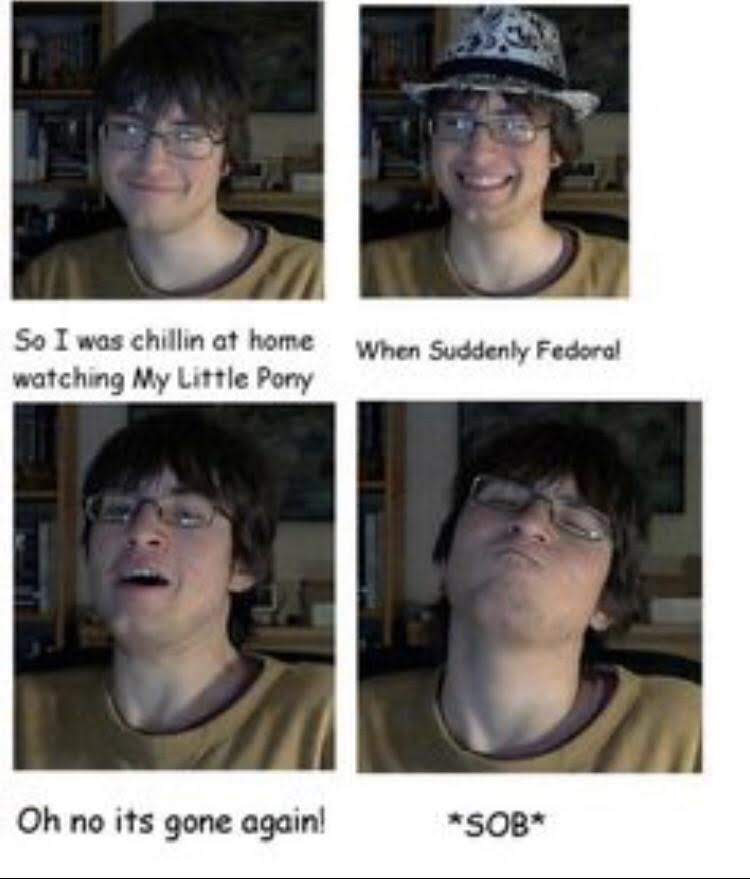 So I was chillin at home
watching My Little Pony
When Suddenly Fedora!
Oh no its gone again!
*SOB*